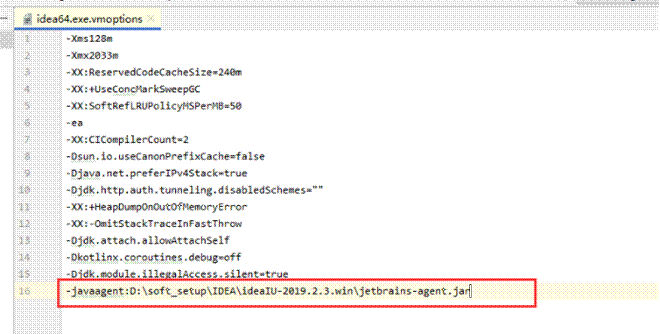 idea64.exe.vmoptions
1 -Xms128m
2 -Xmx2033m
3 -XX:ReservedCodeCacheSize=240m
4 -XX:+UseConcMarkSweepGC
5 -XX:SoftRefLRUPolicyMSPerMB=50
6 -ea
7 -XX:CICompilerCount=2
8 -Dsun.io.useCanonPrefixCache=false
9 -Djava.net.preferIPv4Stack=true
10 -Djdk.http.auth.tunneling.disabledSchemes=""
11 -XX:+HeapDumpOnOutOfMemoryError
12 -XX:-OmitStackTraceInFastThrow
13 -Djdk.attach.allowAttachSelf
14 -Dkotlinx.coroutines.debug=off
15 -Djdk.module.illegalAccess.silent=true
16 -javaagent:D:\soft_setup\IDEA\ideaIU-2019.2.3.win\jetbrains-agent.jar